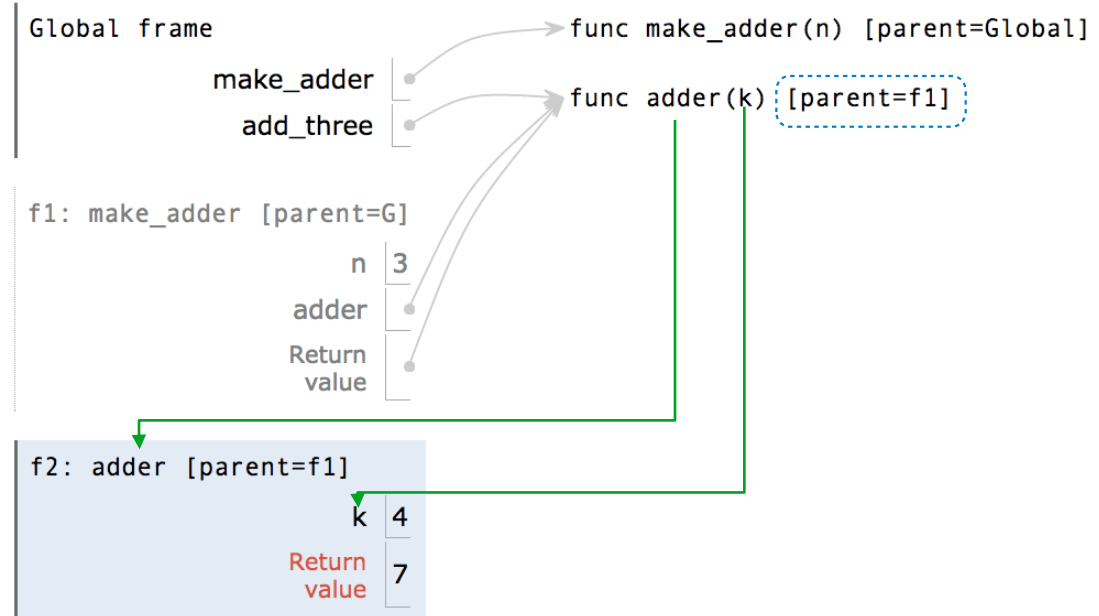 Global frame
func make_adder(n) [parent=Global]
make_adder
func adder(k) [parent=f1]
add_three
f1: make_adder [parent=G]
n 3
adder
Return
value
f2: adder [parent=f1]
k 4
Return
value 7